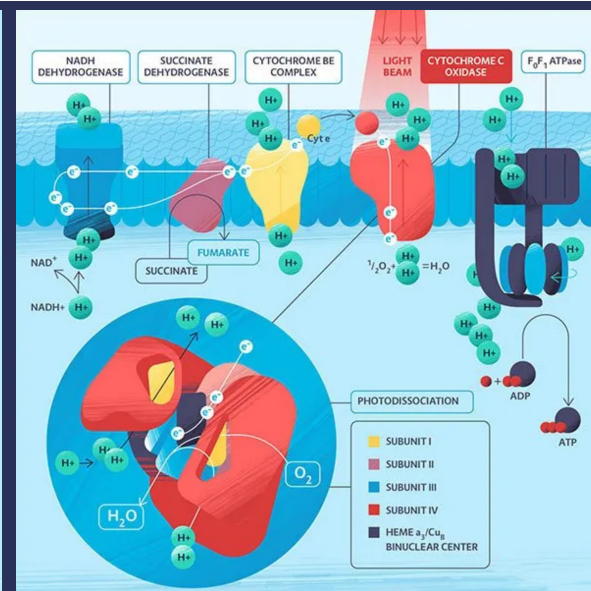 NADH
DEHYDROGENASE
SUCCINATE
DEHYDROGENASE
CYTOCHROME BE
COMPLEX
LIGHT
BEAM
CYTOCHROME C
OXIDASE
F₀F₁ ATPase
H+
H+
H+
H+
H+
H+
H+
H+
H+
H+
Cyt e
e⁻
e⁻
e⁻
e⁻
e⁻
e⁻
e⁻
e⁻
e⁻
H+
H+
H+
H+
e⁻
e⁻
H+
H+
H+
NAD⁺
NADH+
H+
SUCCINATE
FUMARATE
H+
H+
¹/₂O₂+
H+
H+
=H₂O
H+
H+
H+
H+
H+
H+
+
ADP
ATP
H+
H+
e⁻
e⁻
e⁻
e⁻
H+
H+
H+
O₂
H₂O
H+
H+
PHOTODISSOCIATION
SUBUNIT I
SUBUNIT II
SUBUNIT III
SUBUNIT IV
HEME a₃/Cu_B
BINUCLEAR CENTER